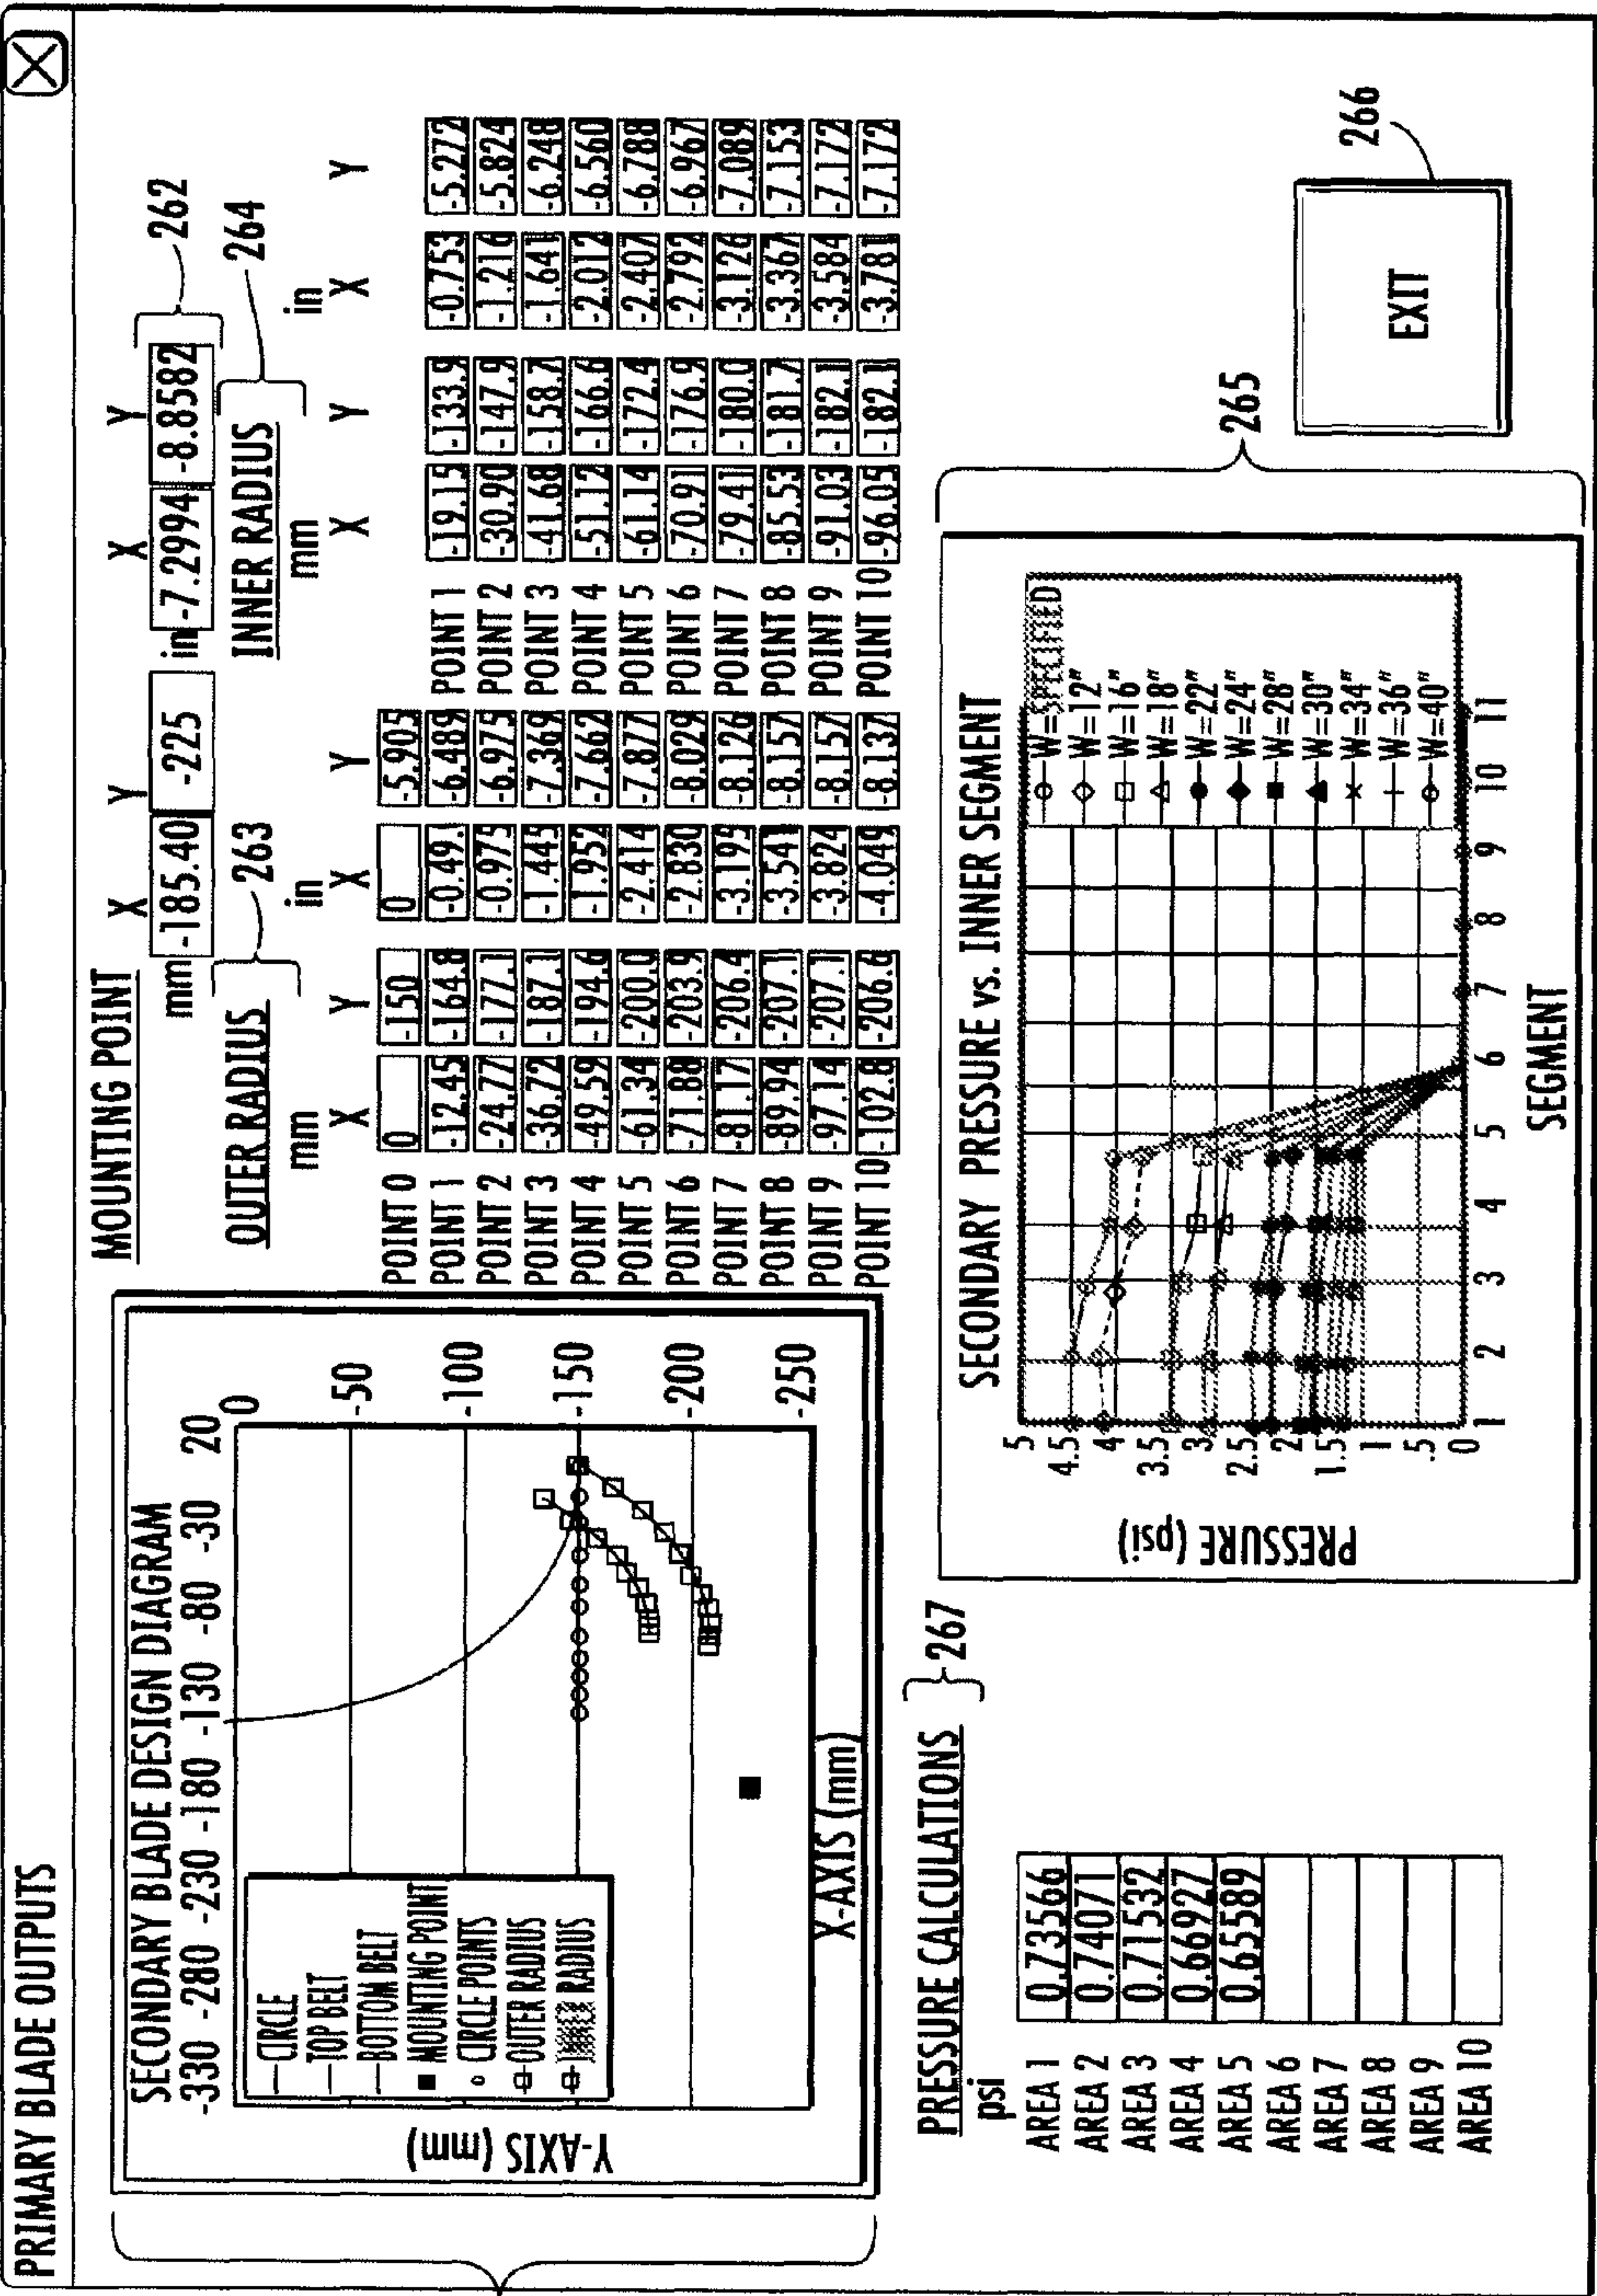 PRIMARY BLADE OUTPUTS
SECONDARY BLADE DESIGN DIAGRAM
-330 -280 -230 -180 -130 -80 -30 20
0
-50
-100
-150
-200
-250
CIRCLE
TOP BELT
BOTTOM BELT
MOUNTING POINT
CIRCLE POINTS
OUTER RADIUS
INNER RADIUS
Y-AXIS (mm)
X-AXIS (mm)
MOUNTING POINT
X Y X Y
mm -185.40 -225 in -7.2994 -8.8582
262
OUTER RADIUS 263
INNER RADIUS 264
mm in mm in
X Y X Y X Y X Y
POINT 0 0 -150 0 -5.905
POINT 1 -12.45 -164.8 -0.491 -6.489 POINT 1 -19.15 -133.9 -0.753 -5.272
POINT 2 -24.77 -177.1 -0.975 -6.975 POINT 2 -30.90 -147.9 -1.216 -5.824
POINT 3 -36.72 -187.1 -1.445 -7.369 POINT 3 -41.68 -158.7 -1.641 -6.248
POINT 4 -49.59 -194.6 -1.952 -7.662 POINT 4 -51.12 -166.6 -2.012 -6.560
POINT 5 -61.34 -200.0 -2.414 -7.877 POINT 5 -61.14 -172.4 -2.407 -6.788
POINT 6 -71.88 -203.9 -2.830 -8.029 POINT 6 -70.91 -176.9 -2.792 -6.967
POINT 7 -81.17 -206.4 -3.195 -8.126 POINT 7 -79.41 -180.0 -3.126 -7.089
POINT 8 -89.94 -207.1 -3.541 -8.157 POINT 8 -85.53 -181.7 -3.367 -7.153
POINT 9 -97.14 -207.1 -3.824 -8.157 POINT 9 -91.03 -182.1 -3.584 -7.172
POINT 10 -102.8 -206.6 -4.049 -8.137 POINT 10 -96.05 -182.1 -3.781 -7.172
PRESSURE CALCULATIONS 267
psi
AREA 1 0.73566
AREA 2 0.74071
AREA 3 0.71532
AREA 4 0.66927
AREA 5 0.65589
AREA 6
AREA 7
AREA 8
AREA 9
AREA 10
SECONDARY PRESSURE vs. INNER SEGMENT
PRESSURE (psi)
5
4.5
4
3.5
3
2.5
2
1.5
1
.5
0
1 2 3 4 5 6 7 8 9 10 11
SEGMENT
W=SPECIFIED
W=12"
W=16"
W=18"
W=22"
W=24"
W=28"
W=30"
W=34"
W=36"
W=40"
265
EXIT
266